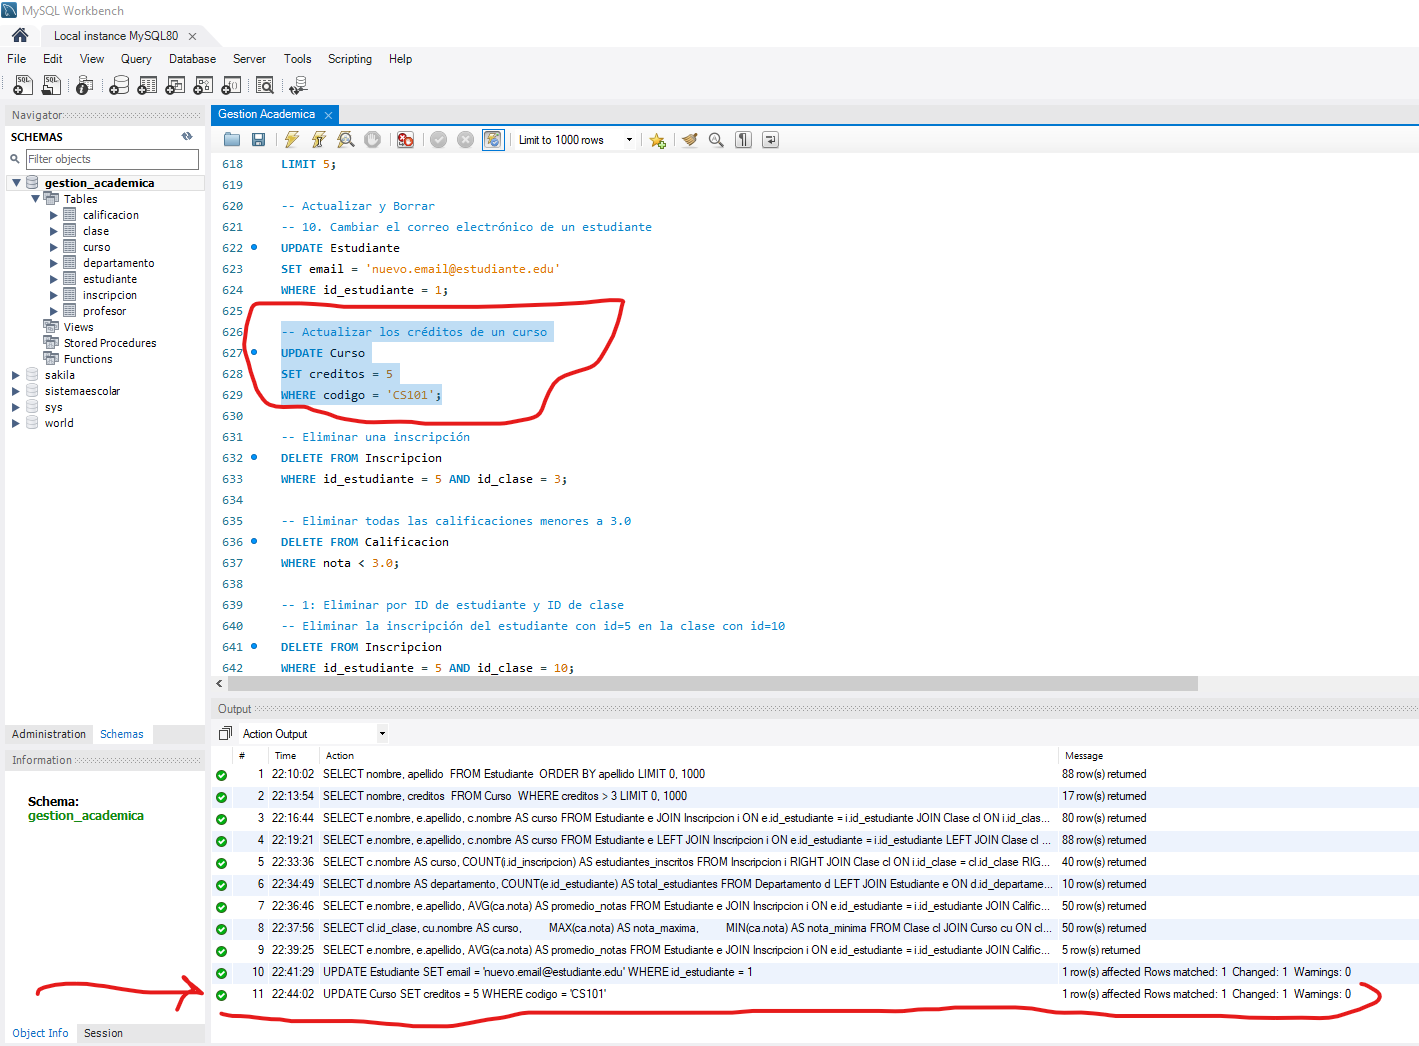 MySQL Workbench
Local instance MySQL80
File Edit View Query Database Server Tools Scripting Help
Navigator
SCHEMAS
Filter objects
gestion_academica
Tables
calificacion
clase
curso
departamento
estudiante
inscripcion
profesor
Views
Stored Procedures
Functions
sakila
sistemaescolar
sys
world
Administration Schemas
Information
Schema:
gestion_academica
Object Info Session
Gestion Academica
Limit to 1000 rows
618 LIMIT 5;
619
620 -- Actualizar y Borrar
621 -- 10. Cambiar el correo electrónico de un estudiante
622 UPDATE Estudiante
623 SET email = 'nuevo.email@estudiante.edu'
624 WHERE id_estudiante = 1;
625
626 -- Actualizar los créditos de un curso
627 UPDATE Curso
628 SET creditos = 5
629 WHERE codigo = 'CS101';
630
631 -- Eliminar una inscripción
632 DELETE FROM Inscripcion
633 WHERE id_estudiante = 5 AND id_clase = 3;
634
635 -- Eliminar todas las calificaciones menores a 3.0
636 DELETE FROM Calificacion
637 WHERE nota < 3.0;
638
639 -- 1: Eliminar por ID de estudiante y ID de clase
640 -- Eliminar la inscripción del estudiante con id=5 en la clase con id=10
641 DELETE FROM Inscripcion
642 WHERE id_estudiante = 5 AND id_clase = 10;
Output
Action Output
# Time Action Message
1 22:10:02 SELECT nombre, apellido FROM Estudiante ORDER BY apellido LIMIT 0, 1000 88 row(s) returned
2 22:13:54 SELECT nombre, creditos FROM Curso WHERE creditos > 3 LIMIT 0, 1000 17 row(s) returned
3 22:16:44 SELECT e.nombre, e.apellido, c.nombre AS curso FROM Estudiante e JOIN Inscripcion i ON e.id_estudiante = i.id_estudiante JOIN Clase cl ON i.id_clas... 80 row(s) returned
4 22:19:21 SELECT e.nombre, e.apellido, c.nombre AS curso FROM Estudiante e LEFT JOIN Inscripcion i ON e.id_estudiante = i.id_estudiante LEFT JOIN Clase cl ... 88 row(s) returned
5 22:33:36 SELECT c.nombre AS curso, COUNT(i.id_inscripcion) AS estudiantes_inscritos FROM Inscripcion i RIGHT JOIN Clase cl ON i.id_clase = cl.id_clase RIG... 40 row(s) returned
6 22:34:49 SELECT d.nombre AS departamento, COUNT(e.id_estudiante) AS total_estudiantes FROM Departamento d LEFT JOIN Estudiante e ON d.id_departame... 10 row(s) returned
7 22:36:46 SELECT e.nombre, e.apellido, AVG(ca.nota) AS promedio_notas FROM Estudiante e JOIN Inscripcion i ON e.id_estudiante = i.id_estudiante JOIN Calific... 50 row(s) returned
8 22:37:56 SELECT cl.id_clase, cu.nombre AS curso, MAX(ca.nota) AS nota_maxima, MIN(ca.nota) AS nota_minima FROM Clase cl JOIN Curso cu ON cl... 50 row(s) returned
9 22:39:25 SELECT e.nombre, e.apellido, AVG(ca.nota) AS promedio_notas FROM Estudiante e JOIN Inscripcion i ON e.id_estudiante = i.id_estudiante JOIN Calific... 5 row(s) returned
10 22:41:29 UPDATE Estudiante SET email = 'nuevo.email@estudiante.edu' WHERE id_estudiante = 1 1 row(s) affected Rows matched: 1 Changed: 1 Warnings: 0
11 22:44:02 UPDATE Curso SET creditos = 5 WHERE codigo = 'CS101' 1 row(s) affected Rows matched: 1 Changed: 1 Warnings: 0